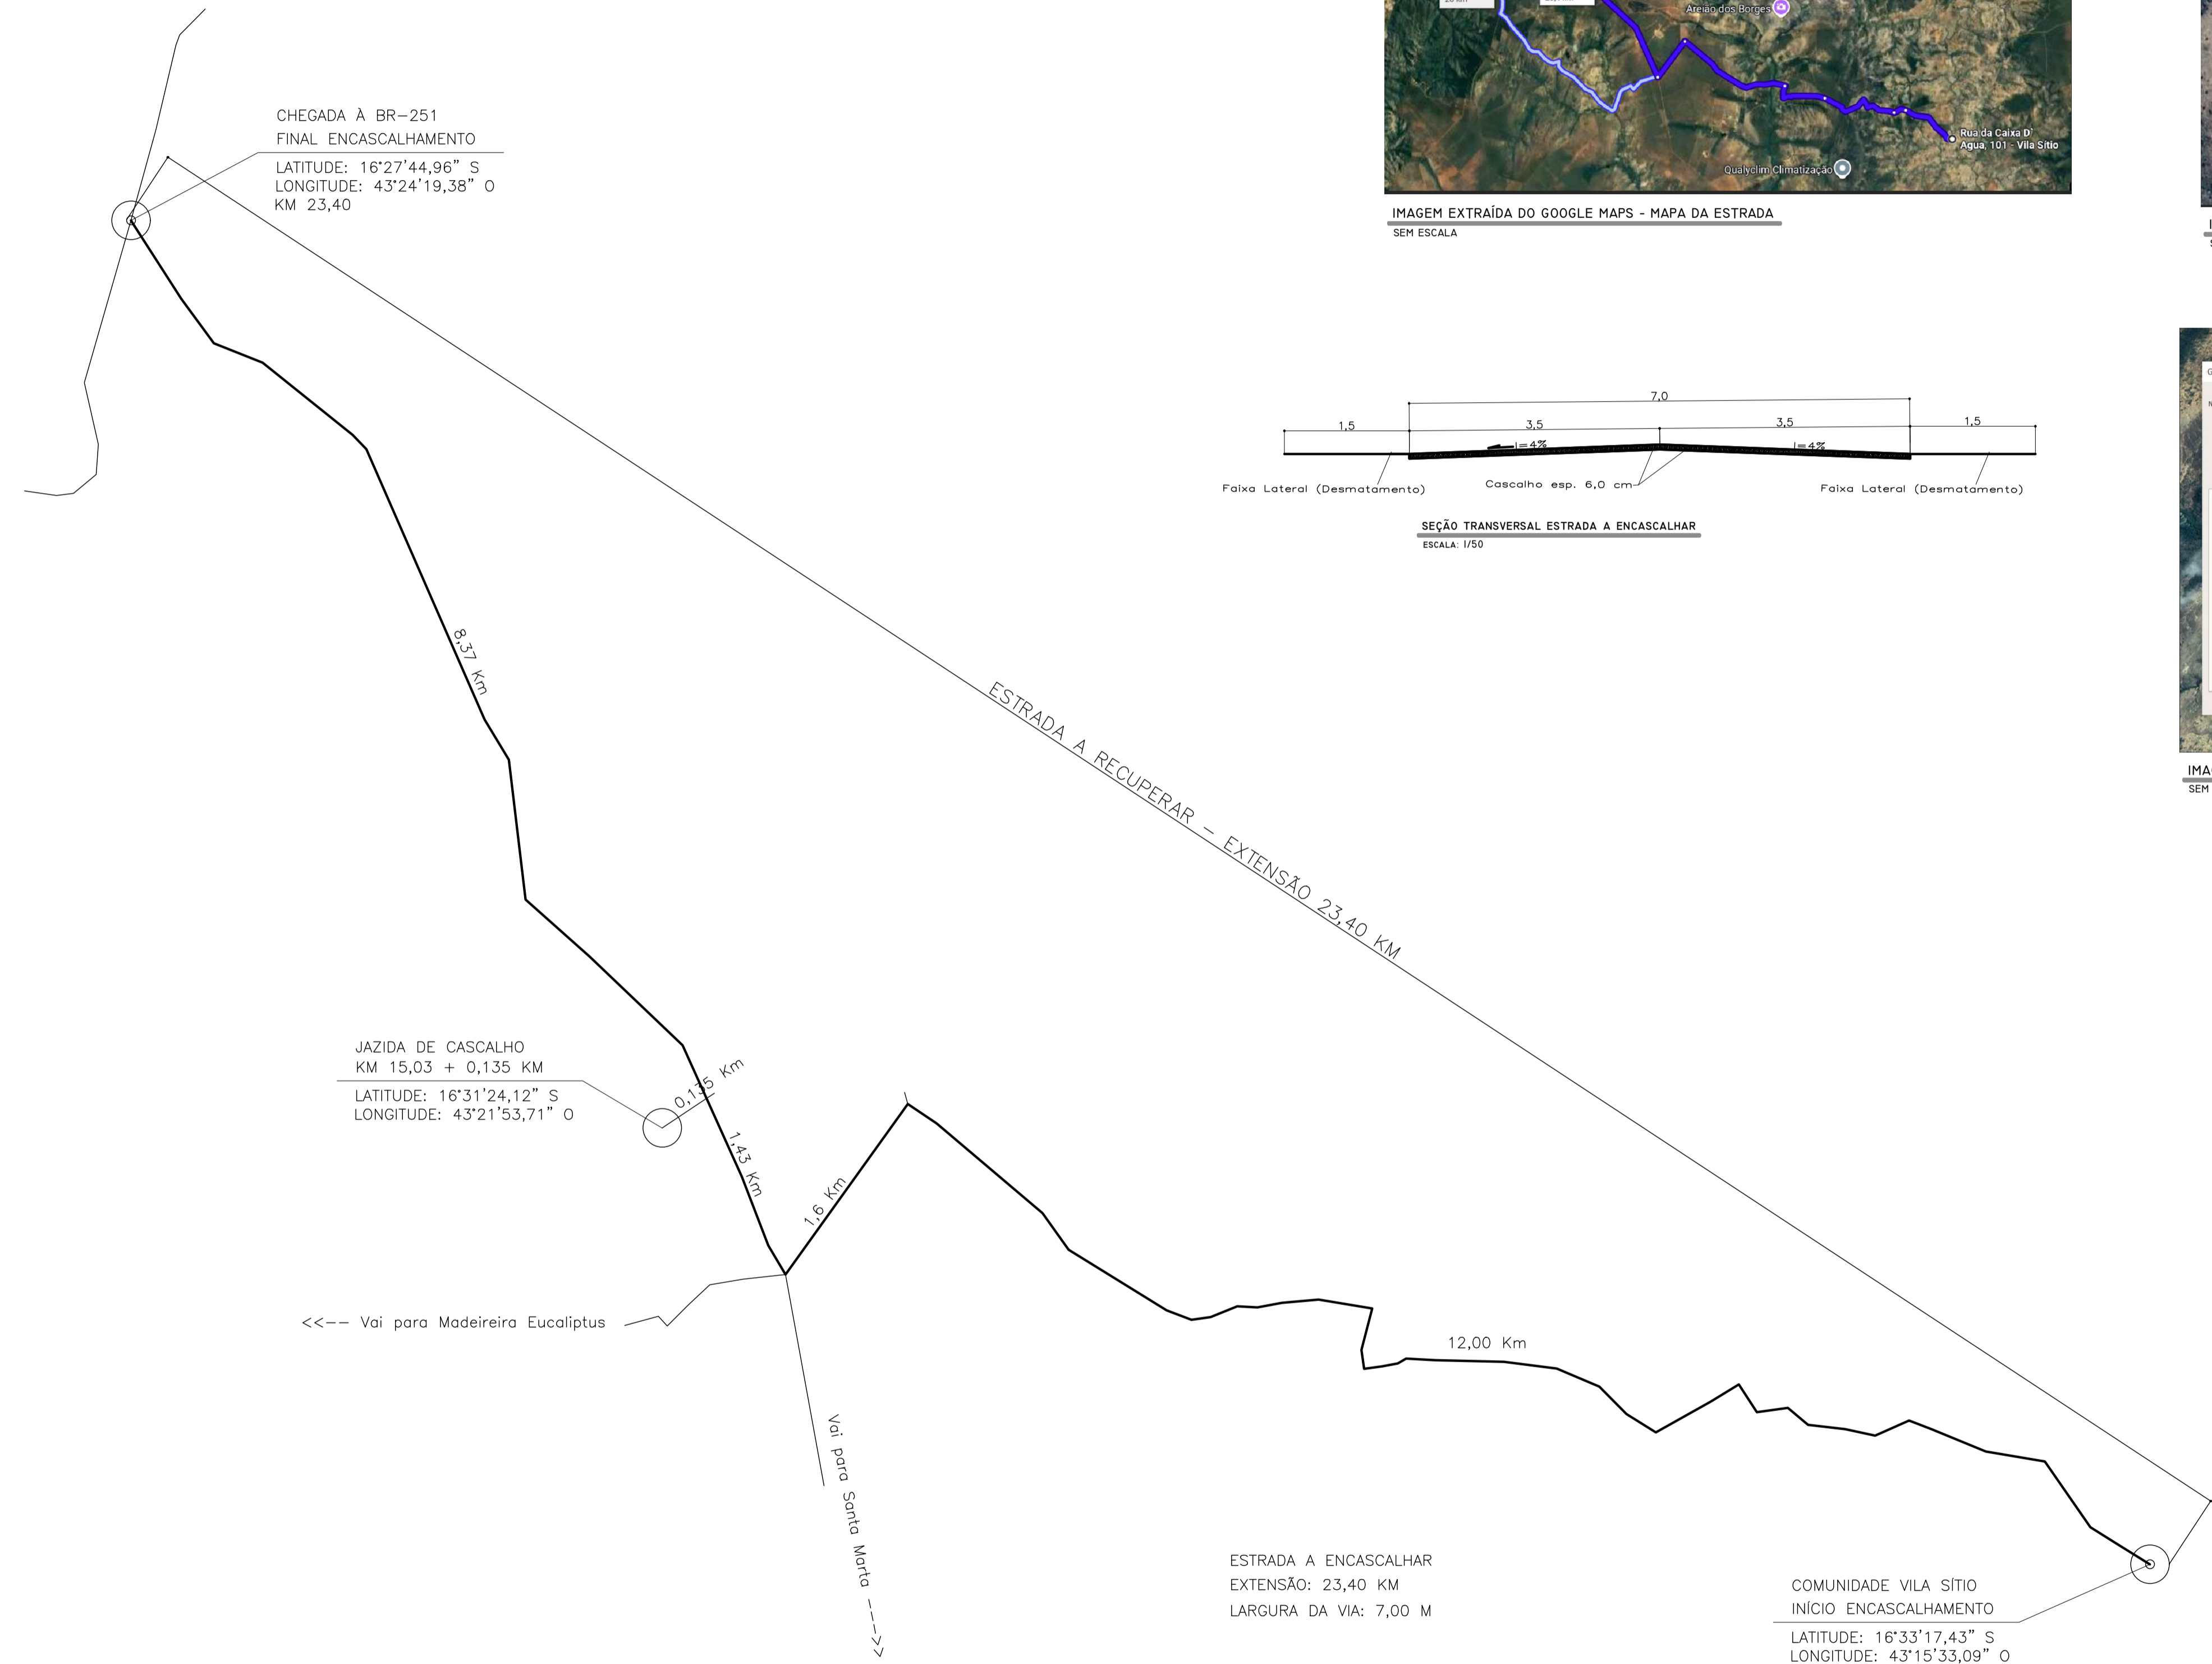 CHEGADA À BR-251
FINAL ENCASCALHAMENTO
LATITUDE: 16°27'44,96" S
LONGITUDE: 43°24'19,38" O
KM 23,40
Areião dos Borges
Rua da Caixa D'
Agua, 101 - Vila Sítio
Qualyclim Climatização
IMAGEM EXTRAÍDA DO GOOGLE MAPS - MAPA DA ESTRADA
SEM ESCALA
7,0
1,5
3,5
3,5
1,5
I=4%
I=4%
Faixa Lateral (Desmatamento)
Cascalho esp. 6,0 cm
Faixa Lateral (Desmatamento)
SEÇÃO TRANSVERSAL ESTRADA A ENCASCALHAR
ESCALA: 1/50
IMA
SEM
8,37 Km
ESTRADA A RECUPERAR - EXTENSÃO 23,40 KM
JAZIDA DE CASCALHO
KM 15,03 + 0,135 KM
LATITUDE: 16°31'24,12" S
LONGITUDE: 43°21'53,71" O
0,135 Km
1,43 Km
1,6 Km
<<-- Vai para Madeireira Eucaliptus
12,00 Km
Vai para Santa Marta ---->>
ESTRADA A ENCASCALHAR
EXTENSÃO: 23,40 KM
LARGURA DA VIA: 7,00 M
COMUNIDADE VILA SÍTIO
INÍCIO ENCASCALHAMENTO
LATITUDE: 16°33'17,43" S
LONGITUDE: 43°15'33,09" O